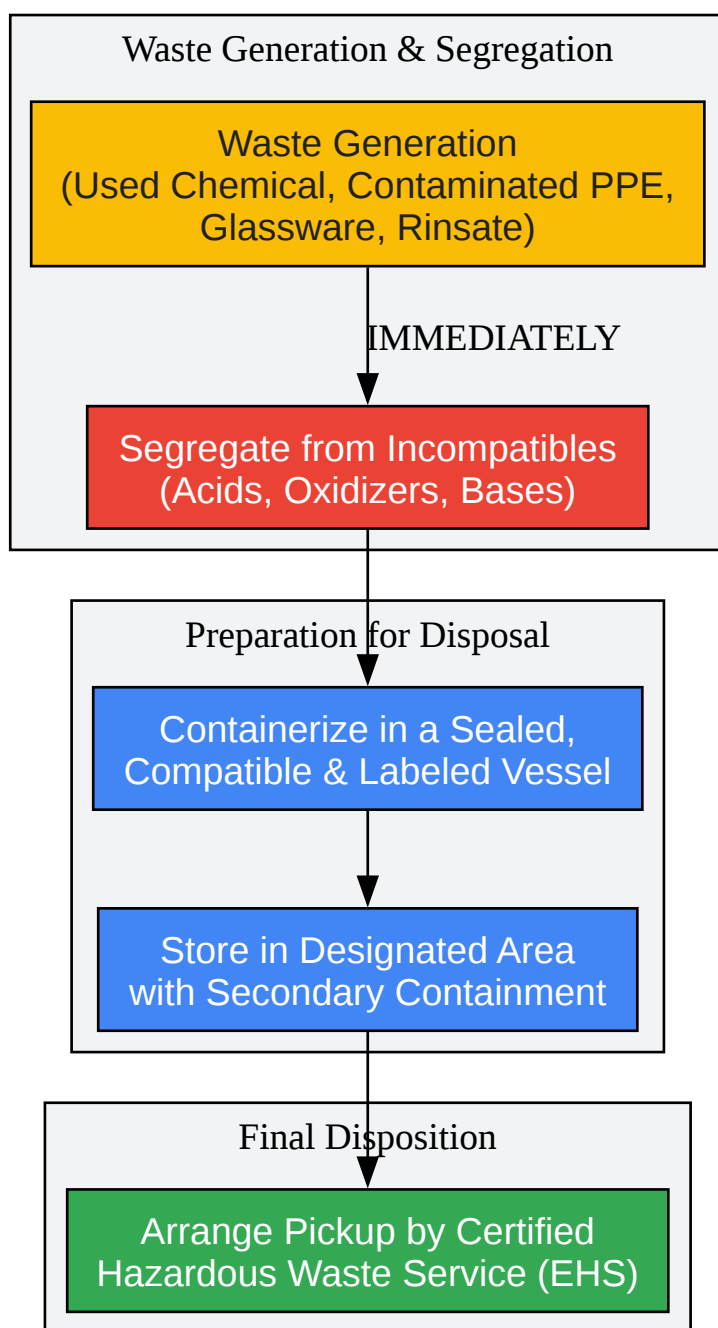 Waste Generation & Segregation
Waste Generation
(Used Chemical, Contaminated PPE,
Glassware, Rinsate)
IMMEDIATELY
Segregate from Incompatibles
(Acids, Oxidizers, Bases)
Preparation for Disposal
Containerize in a Sealed,
Compatible & Labeled Vessel
Store in Designated Area
with Secondary Containment
Final Disposition
Arrange Pickup by Certified
Hazardous Waste Service (EHS)